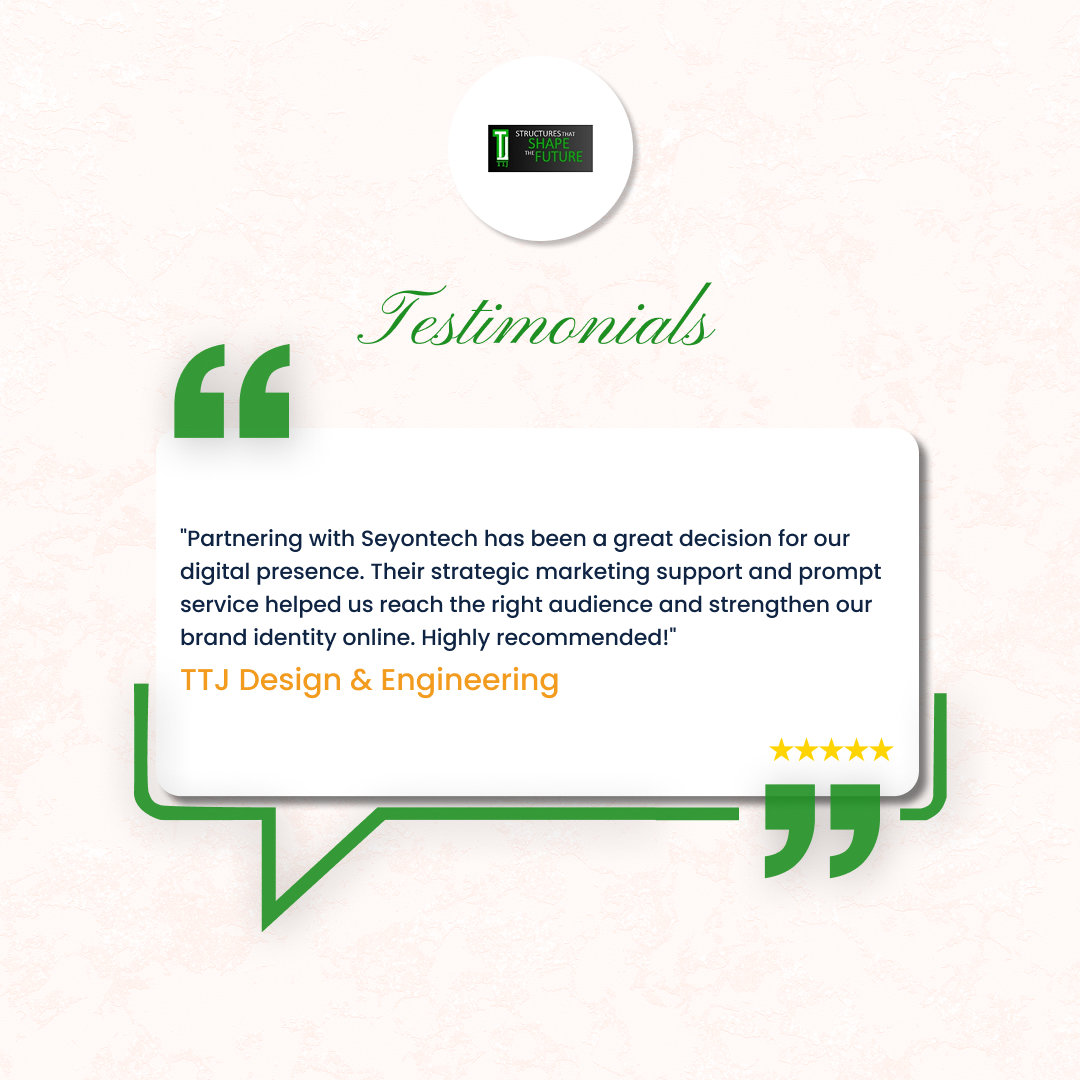 TJ STRUCTURES THAT
SHAPE
THE FUTURE
TTJ
Testimonials
"Partnering with Seyontech has been a great decision for our
digital presence. Their strategic marketing support and prompt
service helped us reach the right audience and strengthen our
brand identity online. Highly recommended!"
TTJ Design & Engineering